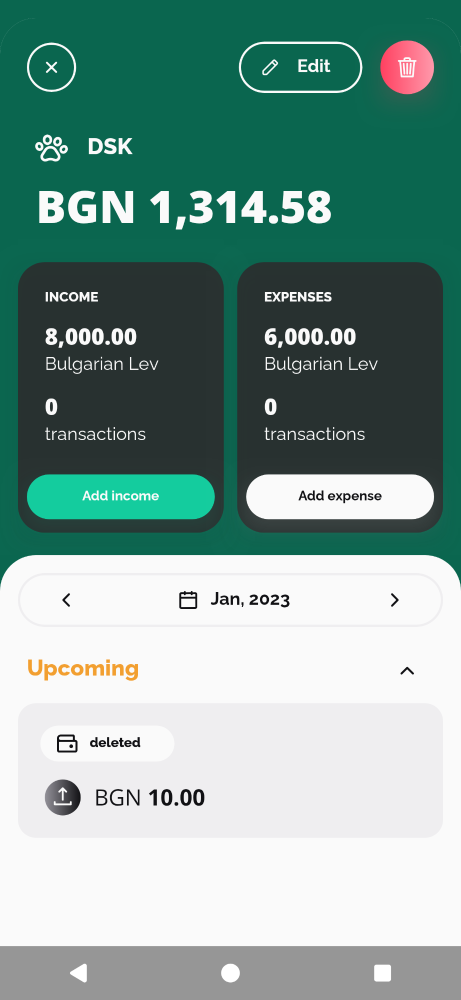 Edit
DSK
BGN 1,314.58
INCOME
8,000.00
Bulgarian Lev
0
transactions
Add income
EXPENSES
6,000.00
Bulgarian Lev
0
transactions
Add expense
Jan, 2023
Upcoming
deleted
BGN 10.00